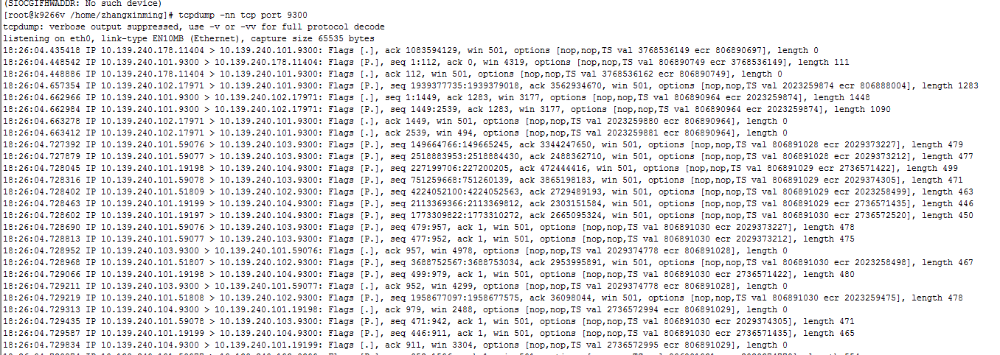 (SIOCGIFHWADDR: No such device)
[root@k9266v /home/zhangxinming]# tcpdump -nn tcp port 9300
tcpdump: verbose output suppressed, use -v or -vv for full protocol decode
listening on eth0, link-type EN10MB (Ethernet), capture size 65535 bytes
18:26:04.435418 IP 10.139.240.178.11404 > 10.139.240.101.9300: Flags [.], ack 1083594129, win 501, options [nop,nop,TS val 3768536149 ecr 806890697], length 0
18:26:04.448542 IP 10.139.240.101.9300 > 10.139.240.178.11404: Flags [P.], seq 1:112, ack 0, win 4319, options [nop,nop,TS val 806890749 ecr 3768536149], length 111
18:26:04.448886 IP 10.139.240.178.11404 > 10.139.240.101.9300: Flags [.], ack 112, win 501, options [nop,nop,TS val 3768536162 ecr 806890749], length 0
18:26:04.657354 IP 10.139.240.102.17971 > 10.139.240.101.9300: Flags [P.], seq 1939377735:1939379018, ack 3562934670, win 501, options [nop,nop,TS val 2023259874 ecr 806888004], length 1283
18:26:04.662966 IP 10.139.240.101.9300 > 10.139.240.102.17971: Flags [.], seq 1:1449, ack 1283, win 3177, options [nop,nop,TS val 806890964 ecr 2023259874], length 1448
18:26:04.662984 IP 10.139.240.101.9300 > 10.139.240.102.17971: Flags [P.], seq 1449:2539, ack 1283, win 3177, options [nop,nop,TS val 806890964 ecr 2023259874], length 1090
18:26:04.663278 IP 10.139.240.102.17971 > 10.139.240.101.9300: Flags [.], ack 1449, win 501, options [nop,nop,TS val 2023259880 ecr 806890964], length 0
18:26:04.663412 IP 10.139.240.102.17971 > 10.139.240.101.9300: Flags [.], ack 2539, win 494, options [nop,nop,TS val 2023259881 ecr 806890964], length 0
18:26:04.727392 IP 10.139.240.101.59076 > 10.139.240.103.9300: Flags [P.], seq 149664766:149665245, ack 3344247650, win 501, options [nop,nop,TS val 806891028 ecr 2029373227], length 479
18:26:04.727879 IP 10.139.240.101.59077 > 10.139.240.103.9300: Flags [P.], seq 2518883953:2518884430, ack 2488362710, win 501, options [nop,nop,TS val 806891028 ecr 2029373212], length 477
18:26:04.728045 IP 10.139.240.101.19198 > 10.139.240.104.9300: Flags [P.], seq 227199706:227200205, ack 472444416, win 501, options [nop,nop,TS val 806891029 ecr 2736571422], length 499
18:26:04.728316 IP 10.139.240.101.59078 > 10.139.240.103.9300: Flags [P.], seq 751259668:751260139, ack 3865198183, win 501, options [nop,nop,TS val 806891029 ecr 2029374305], length 471
18:26:04.728402 IP 10.139.240.101.51809 > 10.139.240.102.9300: Flags [P.], seq 4224052100:4224052563, ack 2729489193, win 501, options [nop,nop,TS val 806891029 ecr 2023258499], length 463
18:26:04.728463 IP 10.139.240.101.19199 > 10.139.240.104.9300: Flags [P.], seq 2113369366:2113369812, ack 2303151584, win 501, options [nop,nop,TS val 806891029 ecr 2736571435], length 446
18:26:04.728602 IP 10.139.240.101.19197 > 10.139.240.104.9300: Flags [P.], seq 1773309822:1773310272, ack 2665095324, win 501, options [nop,nop,TS val 806891030 ecr 2736572520], length 450
18:26:04.728690 IP 10.139.240.101.59076 > 10.139.240.103.9300: Flags [P.], seq 479:957, ack 1, win 501, options [nop,nop,TS val 806891030 ecr 2029373227], length 478
18:26:04.728813 IP 10.139.240.101.59077 > 10.139.240.103.9300: Flags [P.], seq 477:952, ack 1, win 501, options [nop,nop,TS val 806891030 ecr 2029373212], length 475
18:26:04.728952 IP 10.139.240.103.9300 > 10.139.240.101.59076: Flags [.], ack 957, win 4978, options [nop,nop,TS val 2029374778 ecr 806891028], length 0
18:26:04.728968 IP 10.139.240.101.51807 > 10.139.240.102.9300: Flags [P.], seq 3688752567:3688753034, ack 2953995891, win 501, options [nop,nop,TS val 806891030 ecr 2023258498], length 467
18:26:04.729066 IP 10.139.240.101.19198 > 10.139.240.104.9300: Flags [P.], seq 499:979, ack 1, win 501, options [nop,nop,TS val 806891030 ecr 2736571422], length 480
18:26:04.729211 IP 10.139.240.103.9300 > 10.139.240.101.59077: Flags [.], ack 952, win 4299, options [nop,nop,TS val 2029374778 ecr 806891028], length 0
18:26:04.729219 IP 10.139.240.101.51808 > 10.139.240.102.9300: Flags [P.], seq 1958677097:1958677575, ack 36098044, win 501, options [nop,nop,TS val 806891030 ecr 2023259475], length 478
18:26:04.729313 IP 10.139.240.104.9300 > 10.139.240.101.19198: Flags [.], ack 979, win 2488, options [nop,nop,TS val 2736572994 ecr 806891029], length 0
18:26:04.729435 IP 10.139.240.101.59078 > 10.139.240.103.9300: Flags [P.], seq 471:942, ack 1, win 501, options [nop,nop,TS val 806891030 ecr 2029374305], length 471
18:26:04.729587 IP 10.139.240.101.19199 > 10.139.240.104.9300: Flags [P.], seq 446:911, ack 1, win 501, options [nop,nop,TS val 806891030 ecr 2736571435], length 465
18:26:04.729834 IP 10.139.240.104.9300 > 10.139.240.101.19199: Flags [.], ack 911, win 3304, options [nop,nop,TS val 2736572995 ecr 806891029], length 0